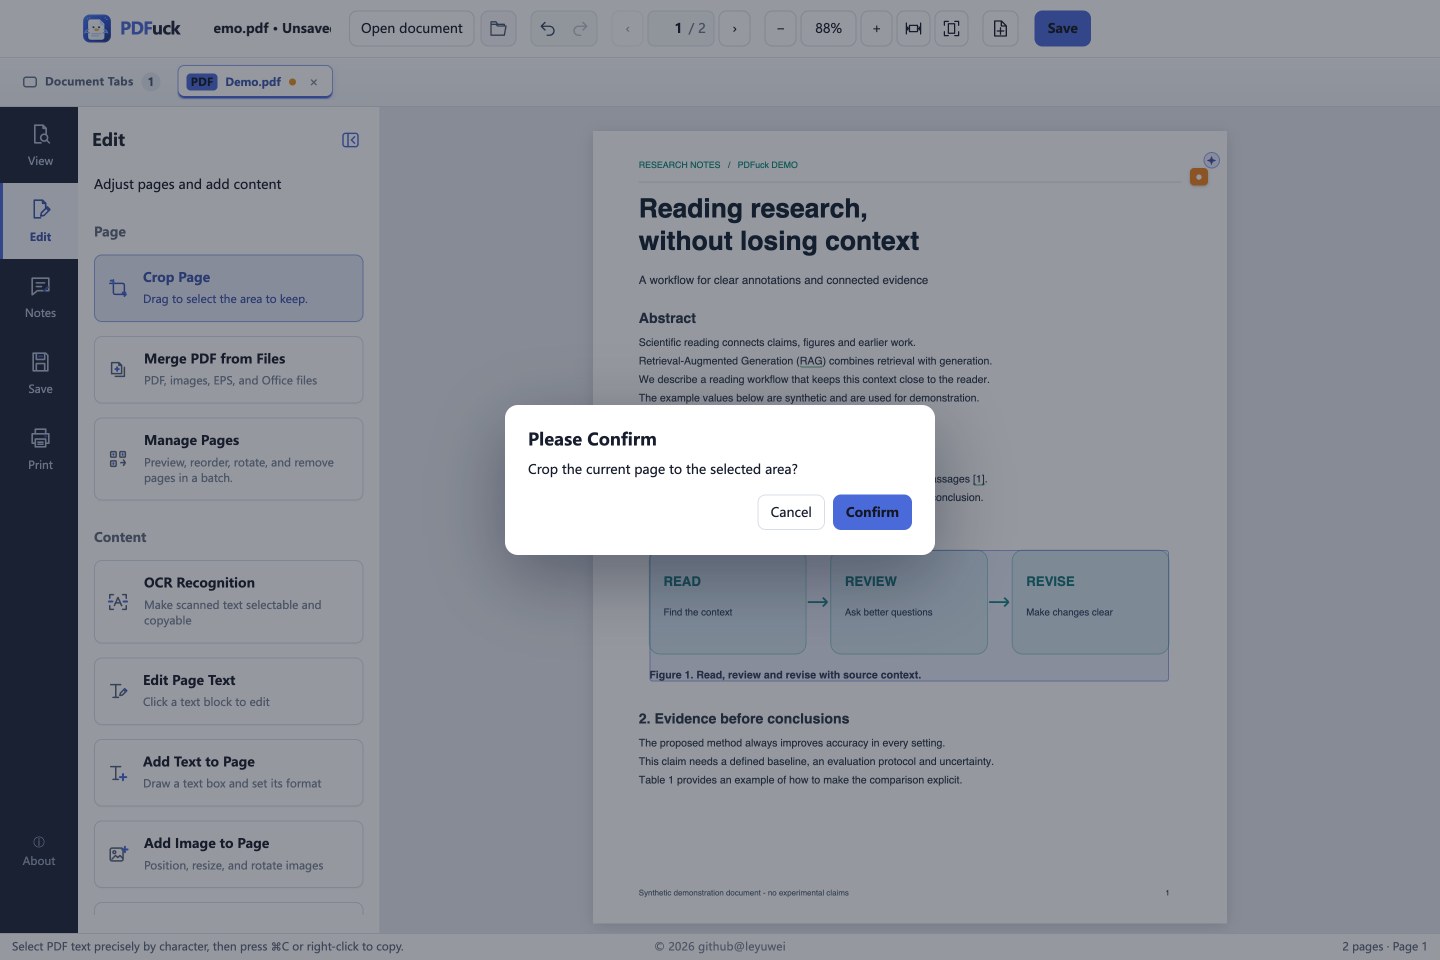 PDFuck
emo.pdf • Unsaved
Open document
1 / 2
88%
Save
Document Tabs 1
PDF Demo.pdf
View
Edit
Notes
Save
Print
About
Edit
Adjust pages and add content
Page
Crop Page
Drag to select the area to keep.
Merge PDF from Files
PDF, images, EPS, and Office files
Manage Pages
Preview, reorder, rotate, and remove
pages in a batch.
Content
OCR Recognition
Make scanned text selectable and
copyable
Edit Page Text
Click a text block to edit
Add Text to Page
Draw a text box and set its format
Add Image to Page
Position, resize, and rotate images
RESEARCH NOTES / PDFuck DEMO
Reading research,
without losing context
A workflow for clear annotations and connected evidence
Abstract
Scientific reading connects claims, figures and earlier work.
Retrieval-Augmented Generation (RAG) combines retrieval with generation.
We describe a reading workflow that keeps this context close to the reader.
The example values below are synthetic and are used for demonstration.
Please Confirm
Crop the current page to the selected area?
Cancel
Confirm
ssages [1].
onclusion.
READ
Find the context
REVIEW
Ask better questions
REVISE
Make changes clear
Figure 1. Read, review and revise with source context.
2. Evidence before conclusions
The proposed method always improves accuracy in every setting.
This claim needs a defined baseline, an evaluation protocol and uncertainty.
Table 1 provides an example of how to make the comparison explicit.
Synthetic demonstration document - no experimental claims
1
Select PDF text precisely by character, then press ⌘C or right-click to copy.
© 2026 github@leyuwei
2 pages · Page 1